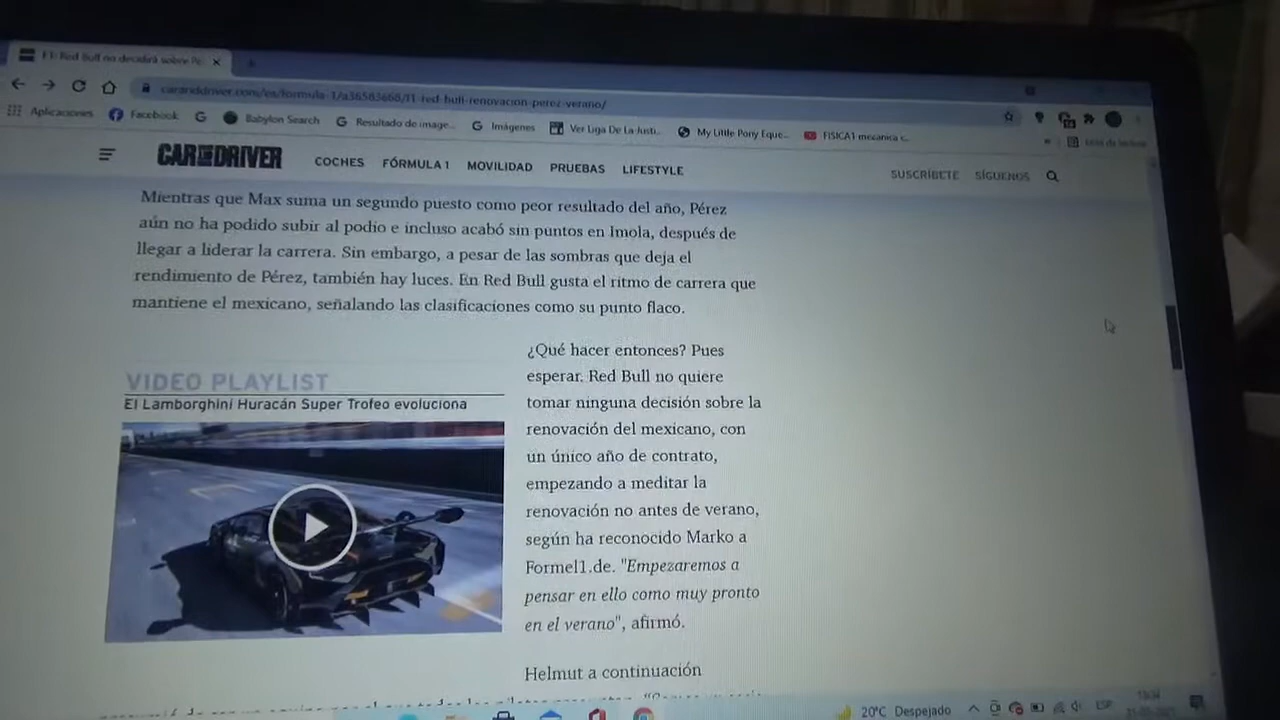 F1: Red Bull no decidirá sobre Pé
caranddriver.com/es/formula-1/a36583668/f1-red-bull-renovacion-perez-verano/
Aplicaciones Facebook G Babylon Search Resultado de image... Imágenes Ver Liga De La Justi... My Little Pony Eque... FISICA1 mecanica c...
CAR AND DRIVER COCHES FÓRMULA 1 MOVILIDAD PRUEBAS LIFESTYLE SUSCRÍBETE SÍGUENOS
Mientras que Max suma un segundo puesto como peor resultado del año, Pérez
aún no ha podido subir al podio e incluso acabó sin puntos en Imola, después de
llegar a liderar la carrera. Sin embargo, a pesar de las sombras que deja el
rendimiento de Pérez, también hay luces. En Red Bull gusta el ritmo de carrera que
mantiene el mexicano, señalando las clasificaciones como su punto flaco.
VIDEO PLAYLIST
El Lamborghini Huracán Super Trofeo evoluciona
¿Qué hacer entonces? Pues
esperar. Red Bull no quiere
tomar ninguna decisión sobre la
renovación del mexicano, con
un único año de contrato,
empezando a meditar la
renovación no antes de verano,
según ha reconocido Marko a
Formel1.de. "Empezaremos a
pensar en ello como muy pronto
en el verano", afirmó.
Helmut a continuación
20°C Despejado ESP